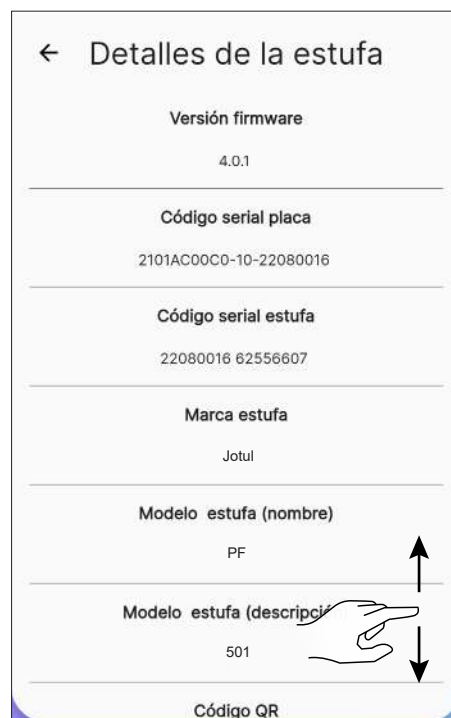 Detalles de la estufa
Versión firmware
4.0.1
Código serial placa
2101AC00C0-10-22080016
Código serial estufa
22080016 62556607
Marca estufa
Jotul
Modelo estufa (nombre)
PF
Modelo estufa (descripció
501
Código QR